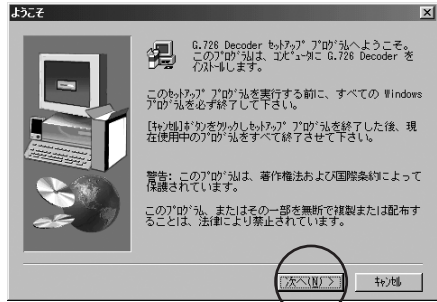 ようこそ
G.726 Decoder ｾｯﾄｱｯﾌﾟ ﾌﾟﾛｸﾞﾗﾑへようこそ。
このﾌﾟﾛｸﾞﾗﾑは、ｺﾝﾋﾟｭｰﾀに G.726 Decoder を
ｲﾝｽﾄｰﾙします。
このｾｯﾄｱｯﾌﾟ ﾌﾟﾛｸﾞﾗﾑを実行する前に、すべての Windows
ﾌﾟﾛｸﾞﾗﾑを必ず終了して下さい。
[ｷｬﾝｾﾙ]ﾎﾞﾀﾝをｸﾘｯｸしｾｯﾄｱｯﾌﾟ ﾌﾟﾛｸﾞﾗﾑを終了した後、現
在使用中のﾌﾟﾛｸﾞﾗﾑをすべて終了させて下さい。
警告: このﾌﾟﾛｸﾞﾗﾑは、著作権法および国際条約によって
保護されています。
このﾌﾟﾛｸﾞﾗﾑ、またはその一部を無断で複製または配布す
ることは、法律により禁止されています。
次へ(N) >
ｷｬﾝｾﾙ